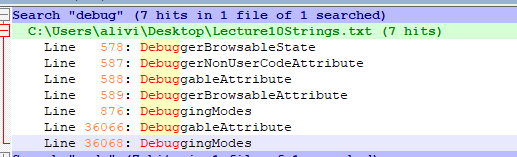 Search "debug" (7 hits in 1 file of 1 searched)
C:\Users\alivi\Desktop\Lecture10Strings.txt (7 hits)
Line 578: DebuggerBrowsableState
Line 587: DebuggerNonUserCodeAttribute
Line 588: DebuggableAttribute
Line 589: DebuggerBrowsableAttribute
Line 876: DebuggingModes
Line 36066: DebuggableAttribute
Line 36068: DebuggingModes